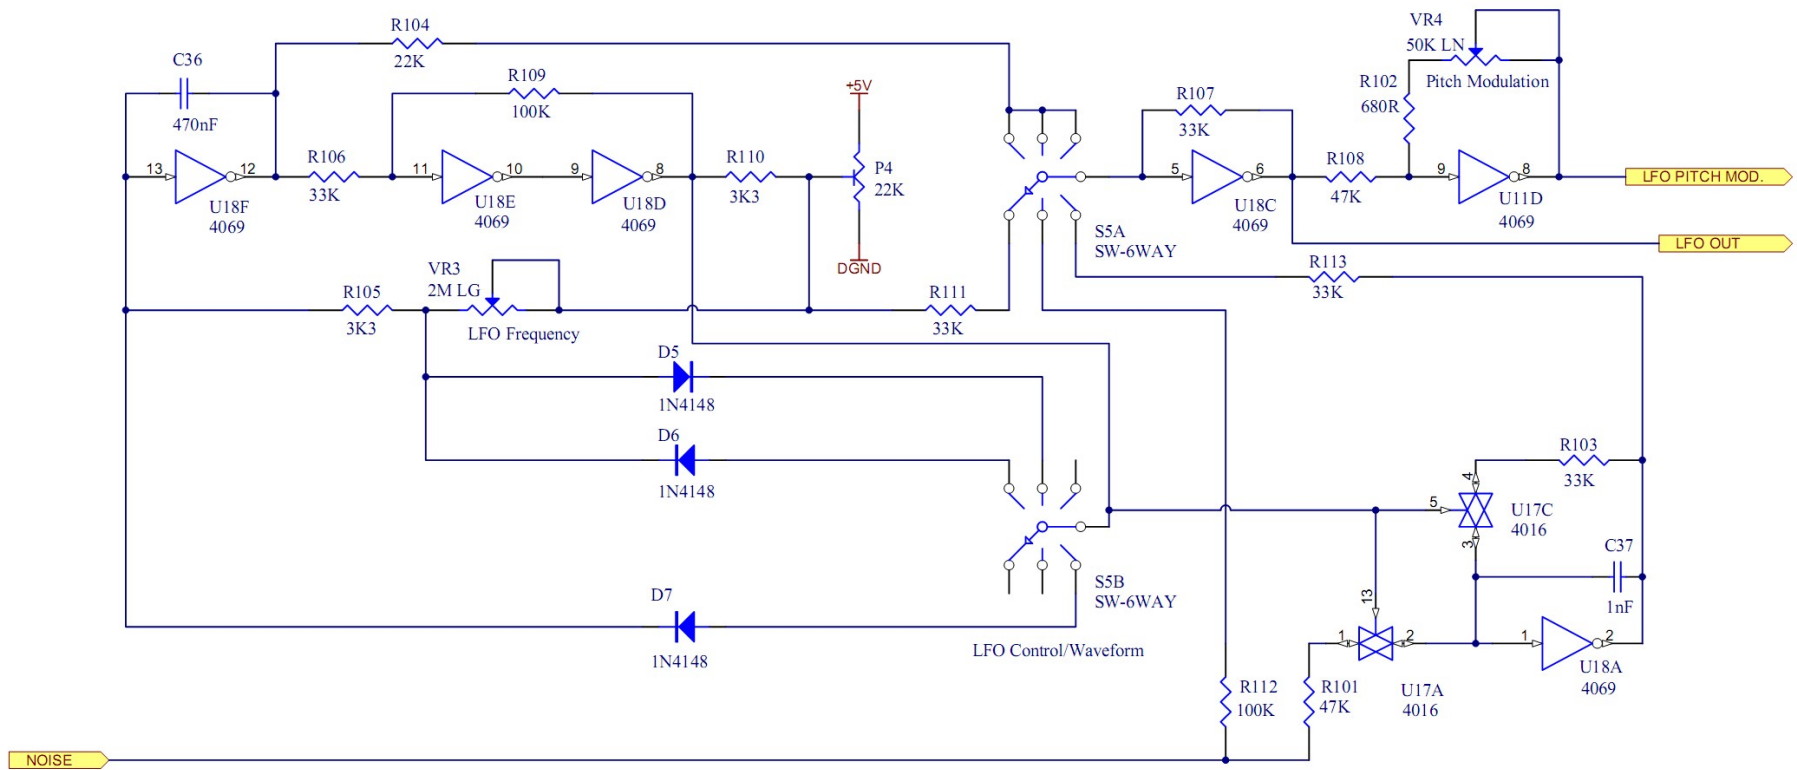 R104
22K
C36
470nF
R109
100K
+5V
VR4
50K LN
Pitch Modulation
R102
680R
R107
33K
13
12
U18F
4069
R106
33K
11
10
U18E
4069
9
8
U18D
4069
R110
3K3
P4
22K
DGND
S5A
SW-6WAY
5
6
U18C
4069
R108
47K
9
8
U11D
4069
LFO PITCH MOD.
LFO OUT
R105
3K3
VR3
2M LG
LFO Frequency
R111
33K
R113
33K
D5
1N4148
D6
1N4148
D7
1N4148
S5B
SW-6WAY
LFO Control/Waveform
R103
33K
4
5
3
U17C
4016
C37
1nF
13
1
2
U17A
4016
1
2
U18A
4069
R112
100K
R101
47K
NOISE